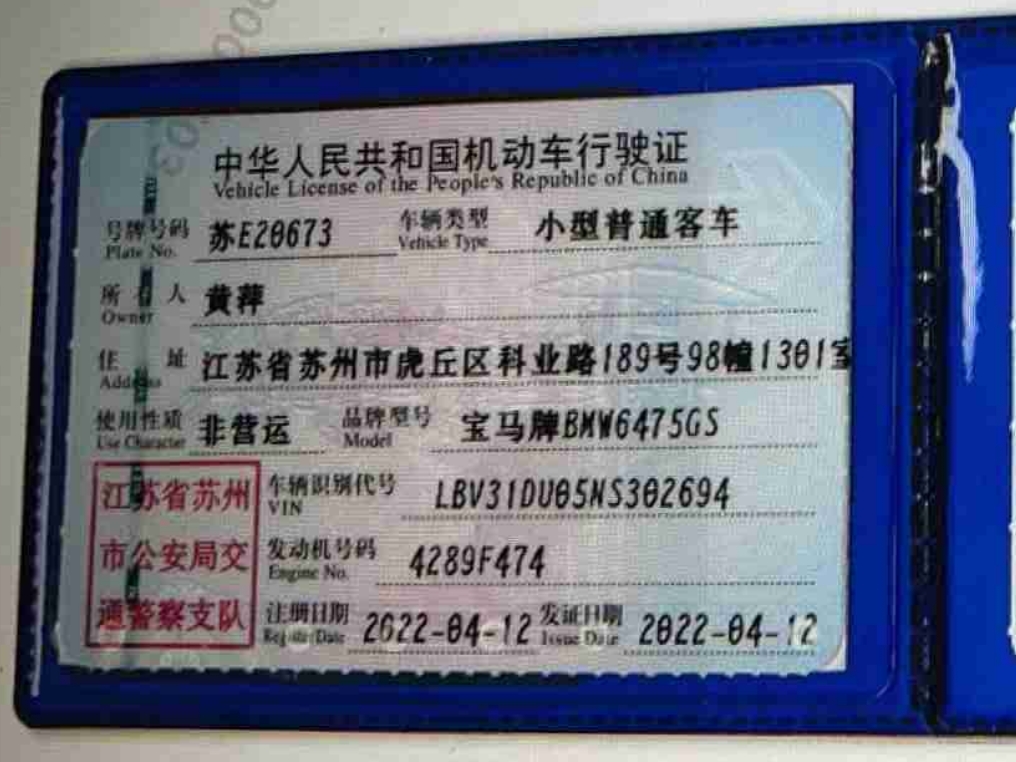 中华人民共和国机动车行驶证
Vehicle License of the People's Republic of China
号牌号码 苏E20673 车辆类型 小型普通客车
Plate No. Vehicle Type
所有人 黄萍
Owner
住址 江苏省苏州市虎丘区科业路189号98幢1301室
Address
使用性质 非营运 品牌型号 宝马牌BMW6475GS
Use Character Model
江苏省苏州
市公安局交
通警察支队
车辆识别代号 LBV31DU05NS302694
VIN
发动机号码 4289F474
Engine No.
注册日期 2022-04-12 发证日期 2022-04-12
Register Date Issue Date